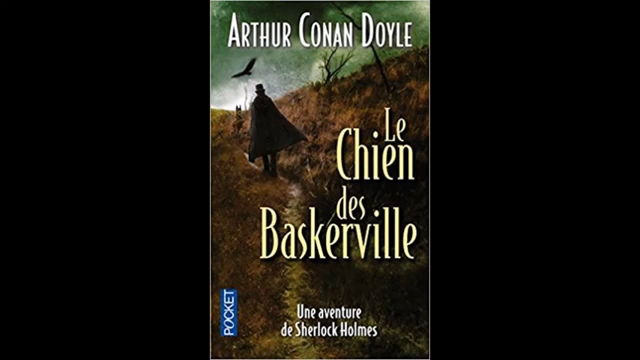 ARTHUR CONAN DOYLE
Le
Chien
des
Baskerville
POCKET
Une aventure
de Sherlock Holmes